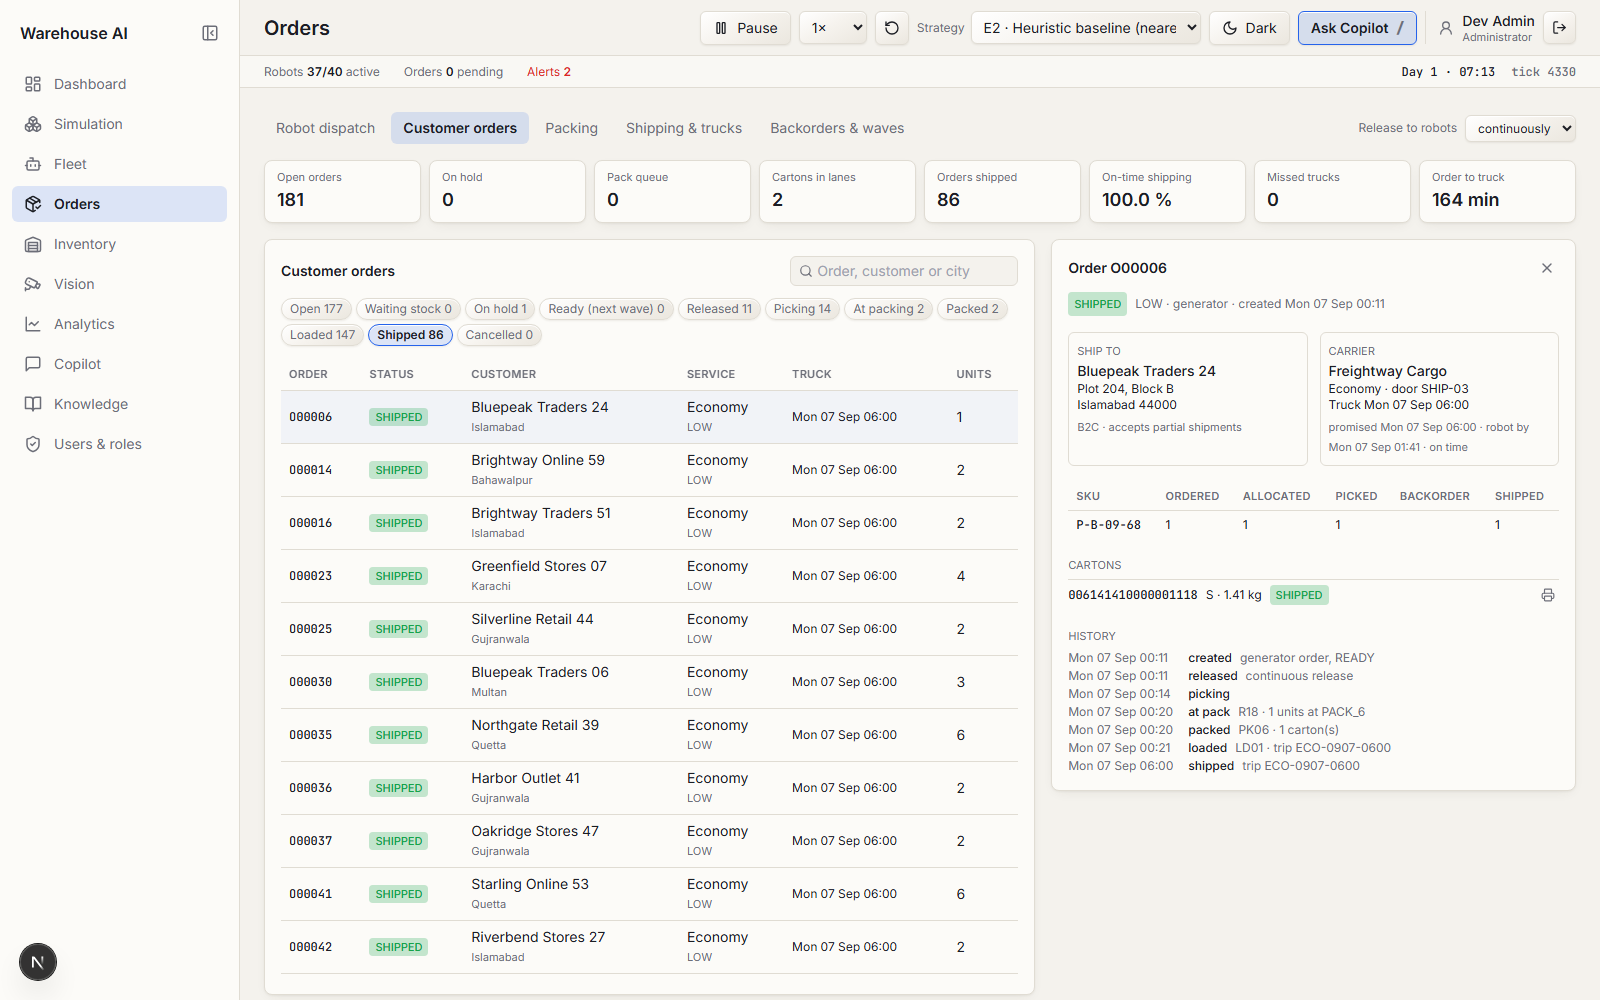 Warehouse AI
Dashboard
Simulation
Fleet
Orders
Inventory
Vision
Analytics
Copilot
Knowledge
Users & roles
N
Orders
Pause
1×
Strategy
E2 · Heuristic baseline (neare
Dark
Ask Copilot /
Dev Admin
Administrator
Robots 37/40 active
Orders 0 pending
Alerts 2
Day 1 · 07:13 tick 4330
Robot dispatch
Customer orders
Packing
Shipping & trucks
Backorders & waves
Release to robots
continuously
Open orders
181
On hold
0
Pack queue
0
Cartons in lanes
2
Orders shipped
86
On-time shipping
100.0 %
Missed trucks
0
Order to truck
164 min
Customer orders
Order, customer or city
Open 177
Waiting stock 0
On hold 1
Ready (next wave) 0
Released 11
Picking 14
At packing 2
Packed 2
Loaded 147
Shipped 86
Cancelled 0
ORDER STATUS CUSTOMER SERVICE TRUCK UNITS
O00006 SHIPPED Bluepeak Traders 24 Economy Mon 07 Sep 06:00 1
Islamabad LOW
O00014 SHIPPED Brightway Online 59 Economy Mon 07 Sep 06:00 2
Bahawalpur LOW
O00016 SHIPPED Brightway Traders 51 Economy Mon 07 Sep 06:00 2
Islamabad LOW
O00023 SHIPPED Greenfield Stores 07 Economy Mon 07 Sep 06:00 4
Karachi LOW
O00025 SHIPPED Silverline Retail 44 Economy Mon 07 Sep 06:00 2
Gujranwala LOW
O00030 SHIPPED Bluepeak Traders 06 Economy Mon 07 Sep 06:00 3
Multan LOW
O00035 SHIPPED Northgate Retail 39 Economy Mon 07 Sep 06:00 6
Quetta LOW
O00036 SHIPPED Harbor Outlet 41 Economy Mon 07 Sep 06:00 2
Gujranwala LOW
O00037 SHIPPED Oakridge Stores 47 Economy Mon 07 Sep 06:00 2
Gujranwala LOW
O00041 SHIPPED Starling Online 53 Economy Mon 07 Sep 06:00 6
Quetta LOW
O00042 SHIPPED Riverbend Stores 27 Economy Mon 07 Sep 06:00 2
Islamabad LOW
Order O00006
SHIPPED LOW · generator · created Mon 07 Sep 00:11
SHIP TO
Bluepeak Traders 24
Plot 204, Block B
Islamabad 44000
B2C · accepts partial shipments
CARRIER
Freightway Cargo
Economy · door SHIP-03
Truck Mon 07 Sep 06:00
promised Mon 07 Sep 06:00 · robot by
Mon 07 Sep 01:41 · on time
SKU ORDERED ALLOCATED PICKED BACKORDER SHIPPED
P-B-09-68 1 1 1 1
CARTONS
006141410000001118 S · 1.41 kg SHIPPED
HISTORY
Mon 07 Sep 00:11 created generator order, READY
Mon 07 Sep 00:11 released continuous release
Mon 07 Sep 00:14 picking
Mon 07 Sep 00:20 at pack R18 · 1 units at PACK_6
Mon 07 Sep 00:20 packed PK06 · 1 carton(s)
Mon 07 Sep 00:21 loaded LD01 · trip ECO-0907-0600
Mon 07 Sep 06:00 shipped trip ECO-0907-0600